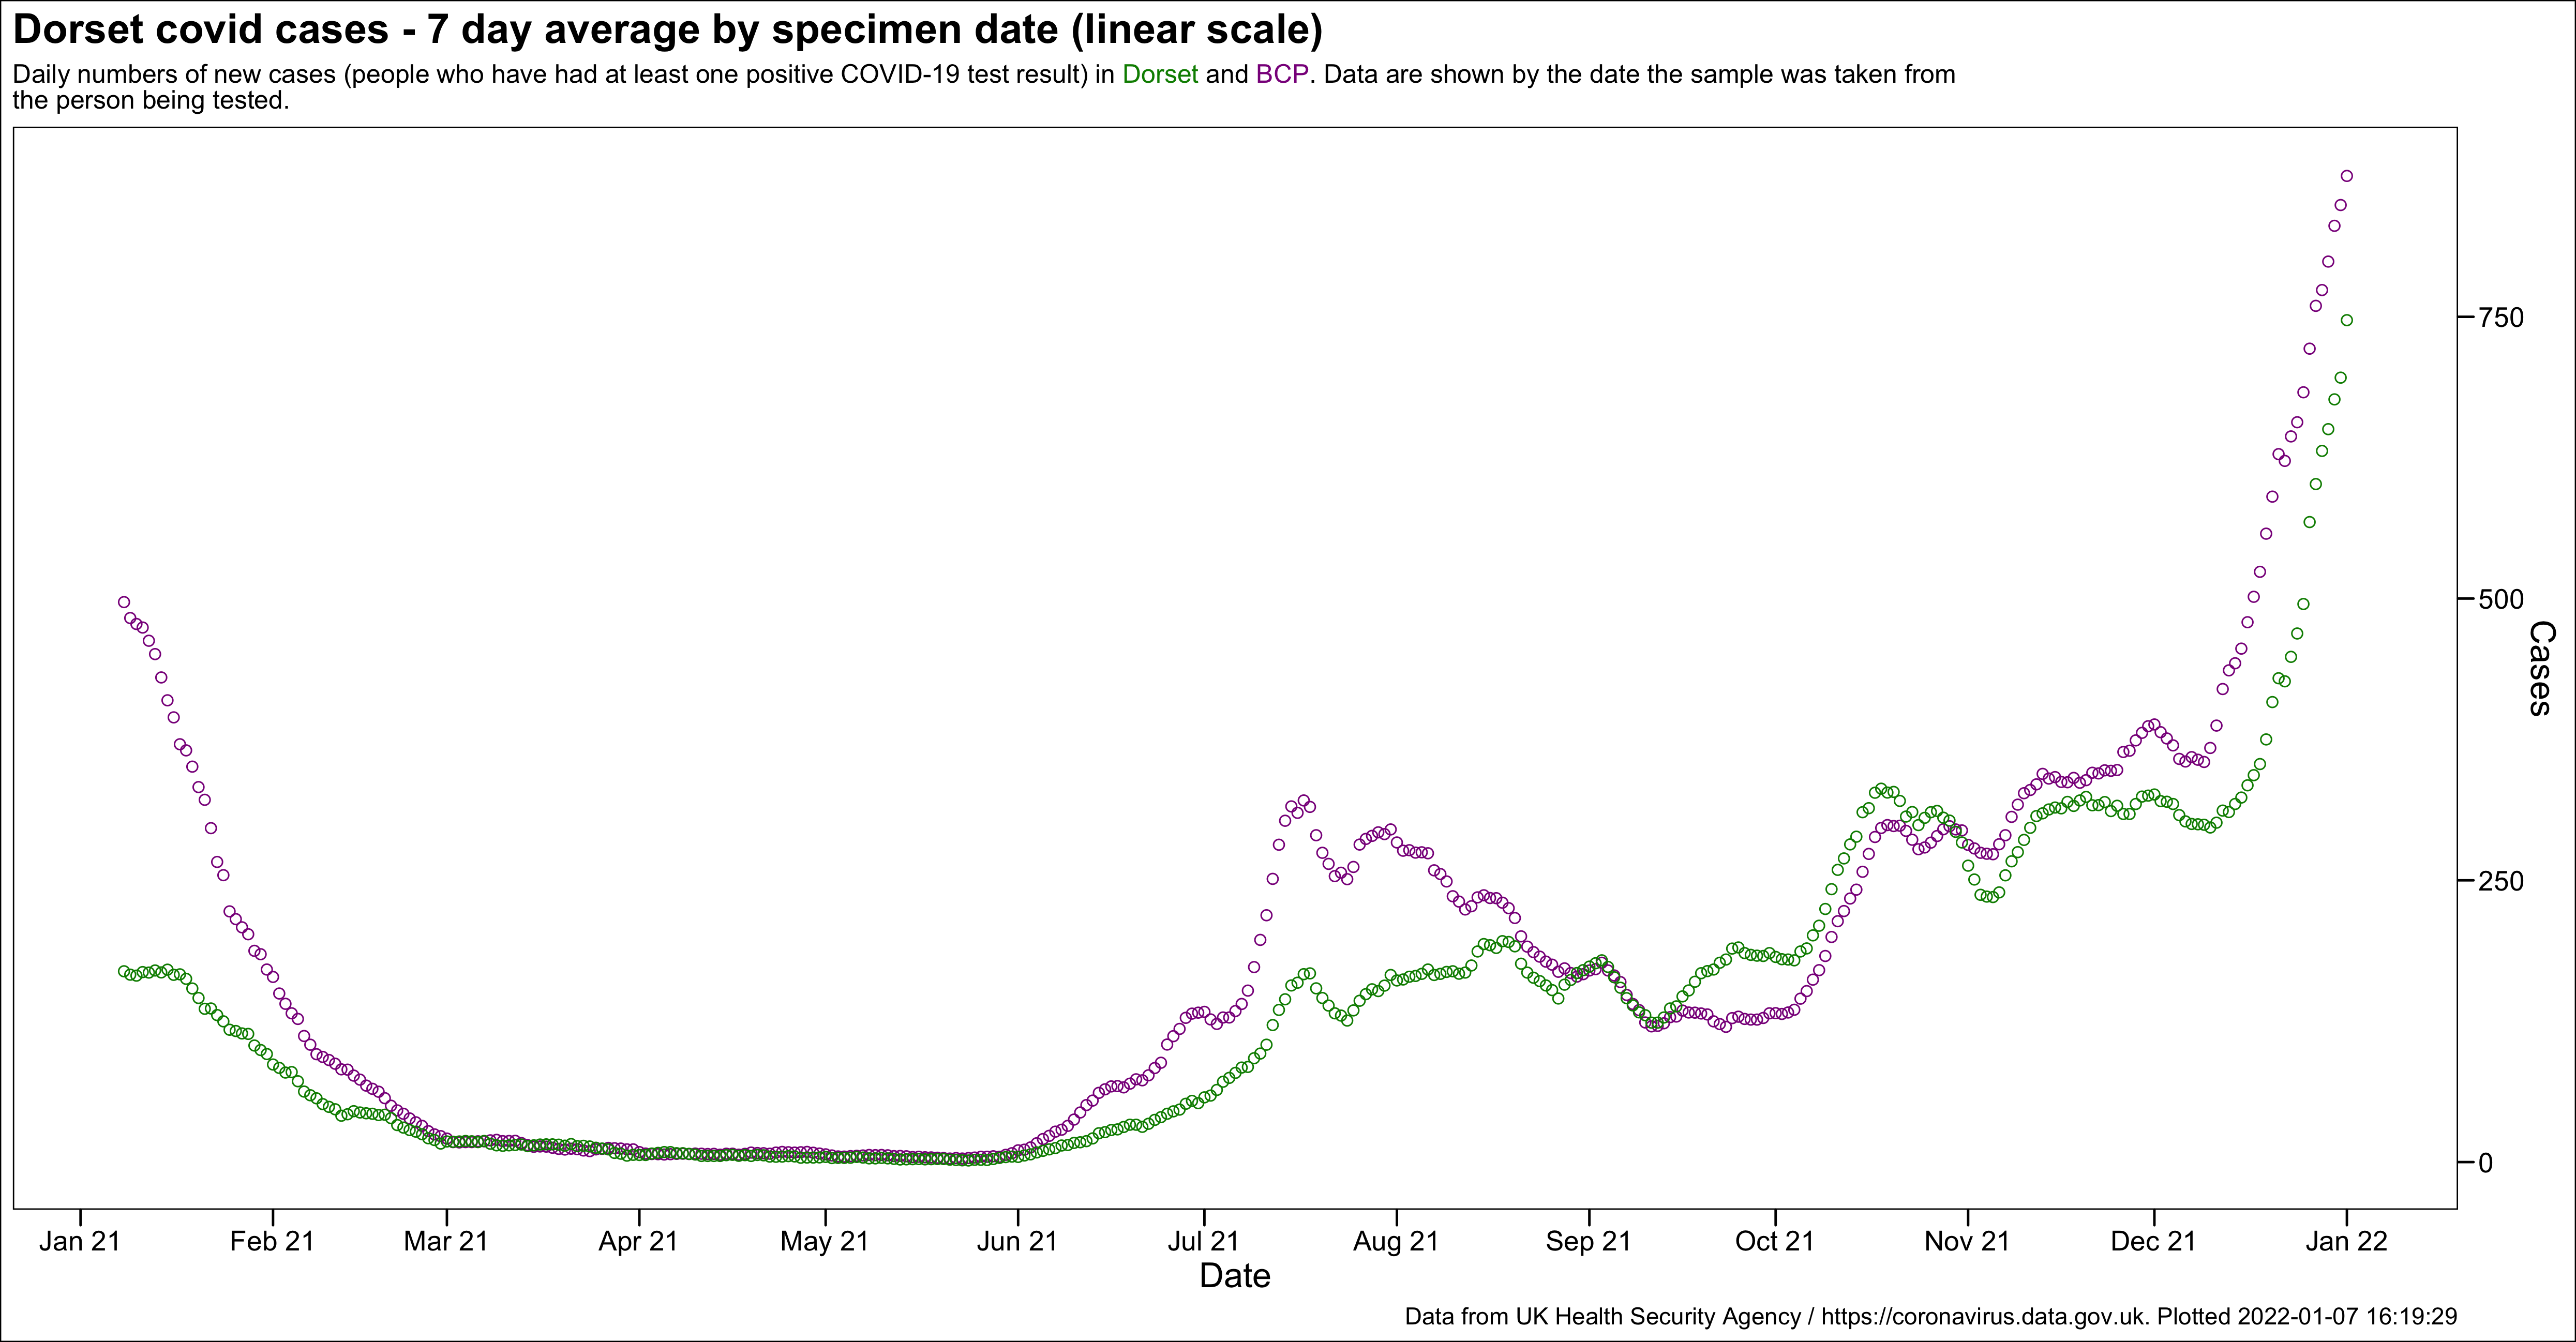 Dorset covid cases - 7 day average by specimen date (linear scale)
Daily numbers of new cases (people who have had at least one positive COVID-19 test result) in Dorset and BCP. Data are shown by the date the sample was taken from
the person being tested.
750
500
250
0
Cases
Jan 21
Feb 21
Mar 21
Apr 21
May 21
Jun 21
Jul 21
Aug 21
Sep 21
Oct 21
Nov 21
Dec 21
Jan 22
Date
Data from UK Health Security Agency / https://coronavirus.data.gov.uk. Plotted 2022-01-07 16:19:29